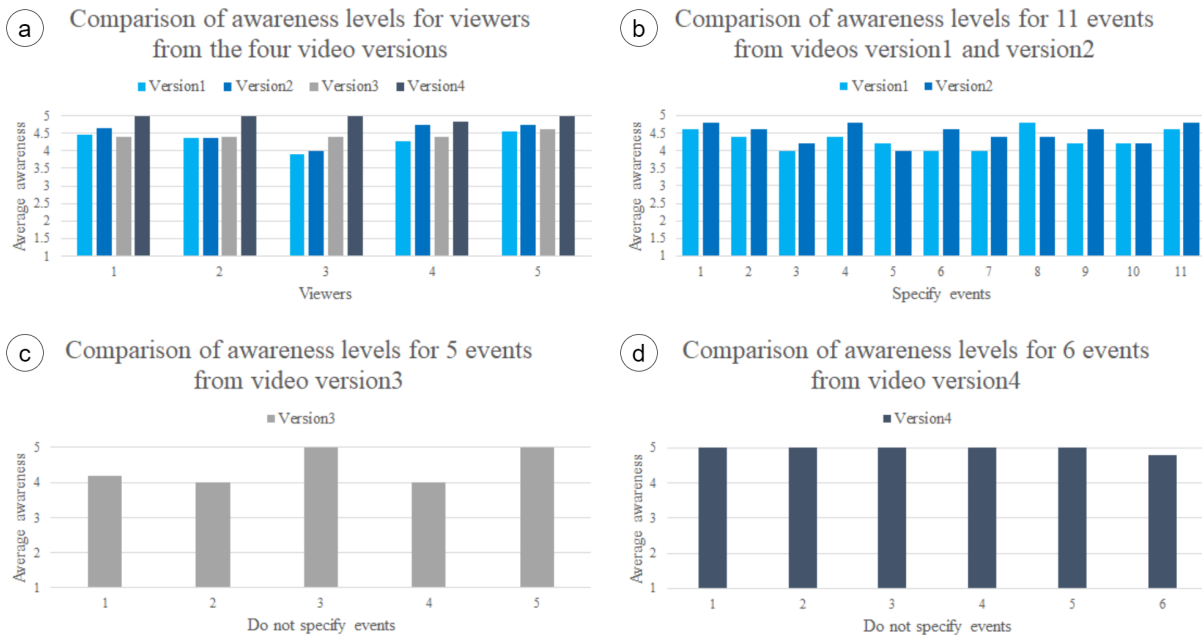 a
Comparison of awareness levels for viewers
from the four video versions
Version1 Version2 Version3 Version4
Average awareness
5
4.5
4
3.5
3
2.5
2
1.5
1
1 2 3 4 5
Viewers
b
Comparison of awareness levels for 11 events
from videos version1 and version2
Version1 Version2
Average awareness
5
4.5
4
3.5
3
2.5
2
1.5
1
1 2 3 4 5 6 7 8 9 10 11
Specify events
c
Comparison of awareness levels for 5 events
from video version3
Version3
Average awareness
5
4
3
2
1
1 2 3 4 5
Do not specify events
d
Comparison of awareness levels for 6 events
from video version4
Version4
Average awareness
5
4
3
2
1
1 2 3 4 5 6
Do not specify events